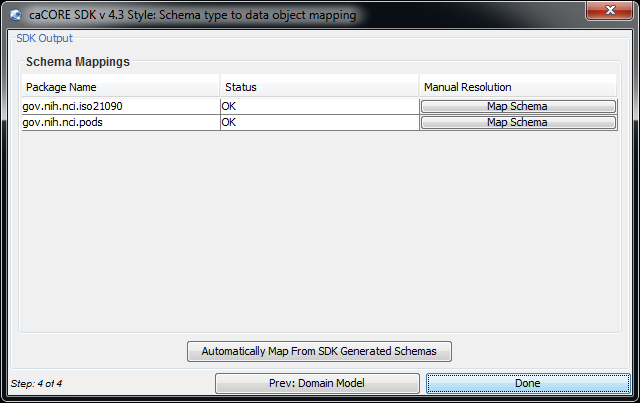 caCORE SDK v 4.3 Style: Schema type to data object mapping
SDK Output
Schema Mappings
Package Name Status Manual Resolution
gov.nih.nci.iso21090 OK Map Schema
gov.nih.nci.pods OK Map Schema
Automatically Map From SDK Generated Schemas
Step: 4 of 4 Prev: Domain Model Done